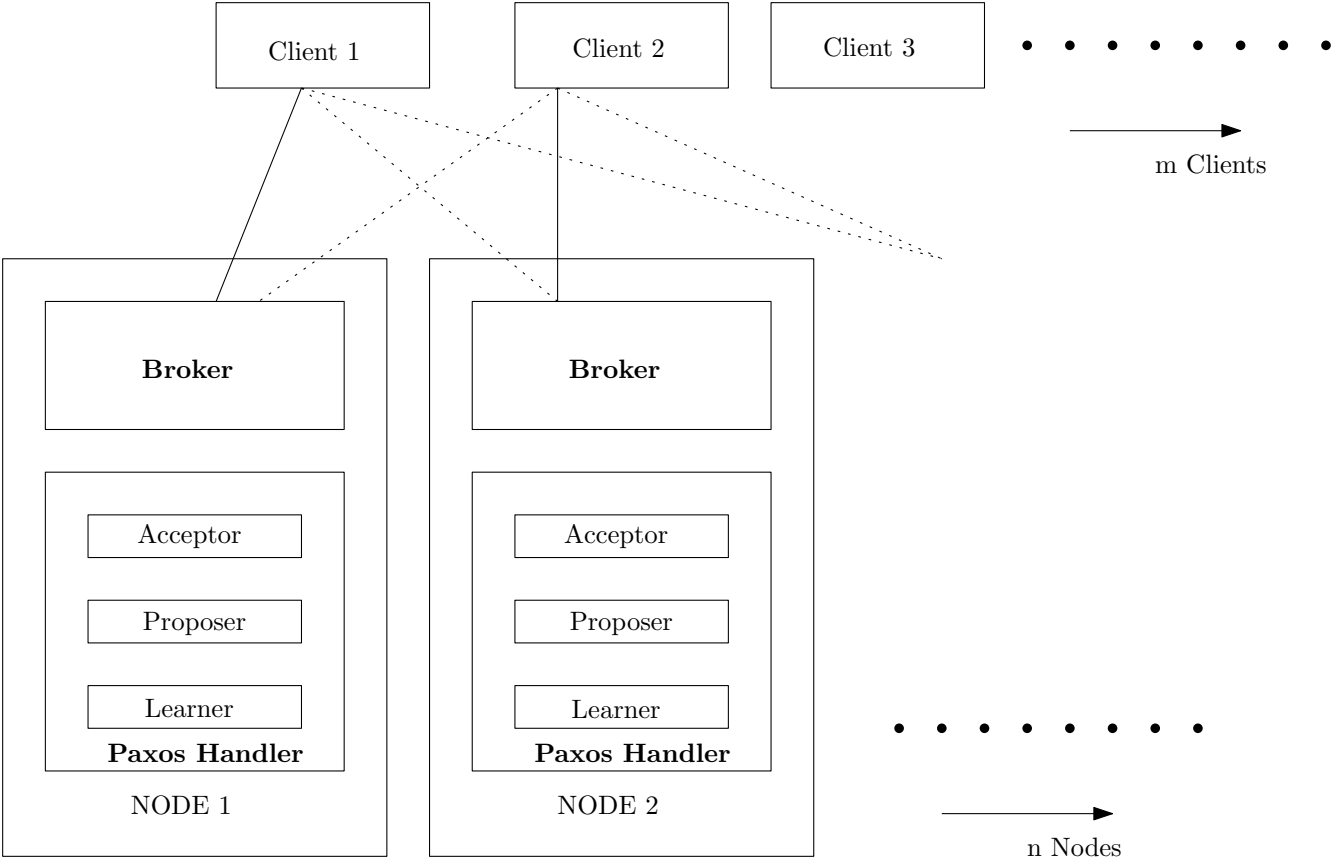 Client 1
Client 2
Client 3
m Clients
Broker
Broker
Acceptor
Acceptor
Proposer
Proposer
Learner
Learner
Paxos Handler
Paxos Handler
NODE 1
NODE 2
n Nodes